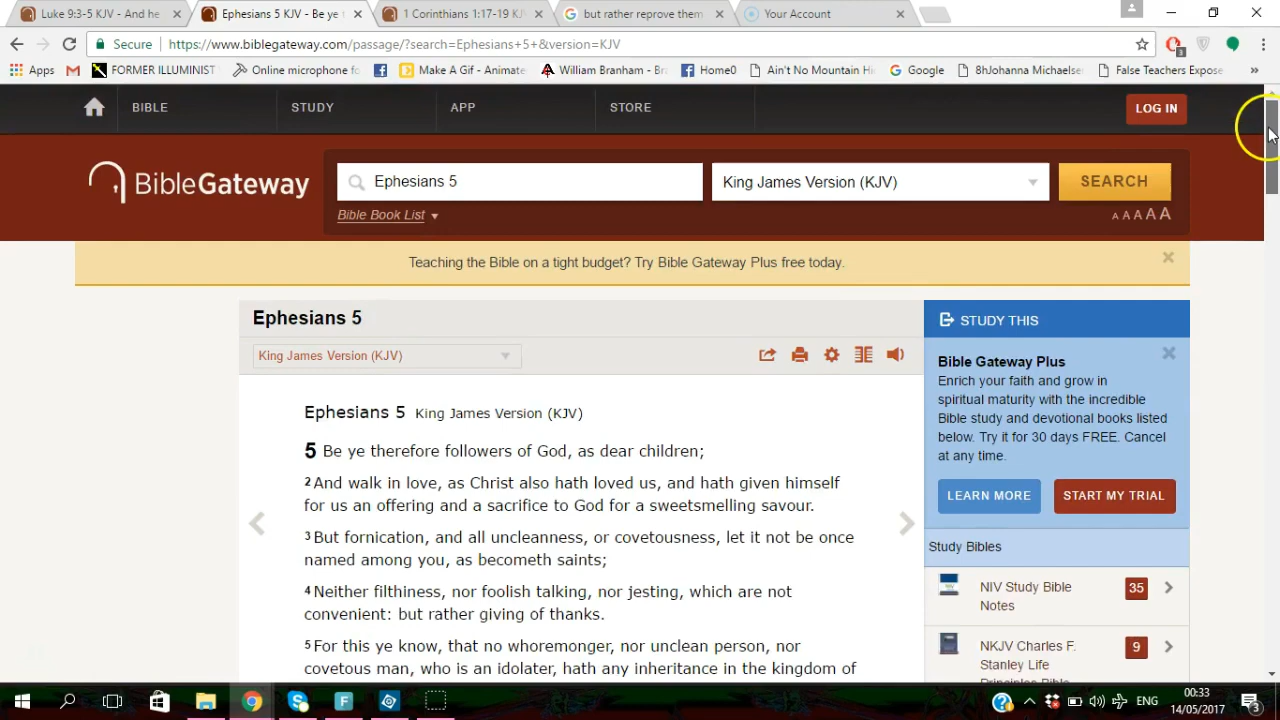 Luke 9:3-5 KJV - And he
Ephesians 5 KJV - Be ye t
1 Corinthians 1:17-19 KJV
but rather reprove them
Your Account
Secure https://www.biblegateway.com/passage/?search=Ephesians+5+&version=KJV
3
Apps FORMER ILLUMINIST Online microphone fo Make A Gif - Animate William Branham - Bra Home0 Ain't No Mountain Hi Google 8hJohanna Michaelsen False Teachers Expose »
BIBLE STUDY APP STORE LOG IN
BibleGateway Ephesians 5 King James Version (KJV) SEARCH
Bible Book List A A A A A
Teaching the Bible on a tight budget? Try Bible Gateway Plus free today.
Ephesians 5
King James Version (KJV)
Ephesians 5 King James Version (KJV)
5 Be ye therefore followers of God, as dear children;
2 And walk in love, as Christ also hath loved us, and hath given himself
for us an offering and a sacrifice to God for a sweetsmelling savour.
3 But fornication, and all uncleanness, or covetousness, let it not be once
named among you, as becometh saints;
4 Neither filthiness, nor foolish talking, nor jesting, which are not
convenient: but rather giving of thanks.
5 For this ye know, that no whoremonger, nor unclean person, nor
covetous man, who is an idolater, hath any inheritance in the kingdom of
STUDY THIS
Bible Gateway Plus
Enrich your faith and grow in
spiritual maturity with the incredible
Bible study and devotional books listed
below. Try it for 30 days FREE. Cancel
at any time.
LEARN MORE START MY TRIAL
Study Bibles
NIV Study Bible 35
Notes
NKJV Charles F. 9
Stanley Life
Principles Bible
ENG 00:33
14/05/2017 3